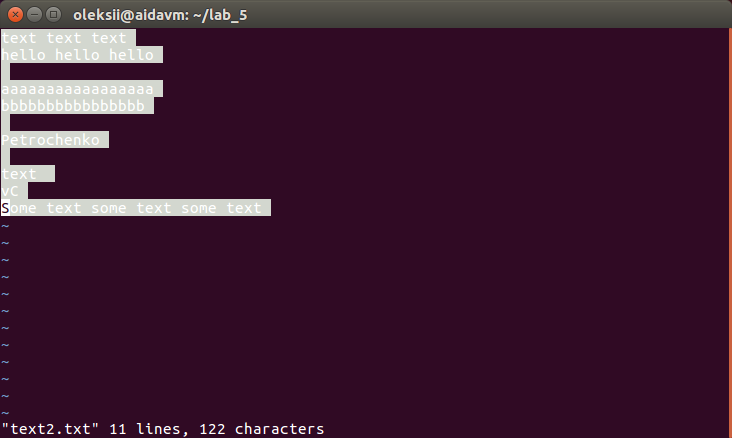 oleksii@aidavm: ~/lab_5
text text text
hello hello hello
aaaaaaaaaaaaaaaaa
bbbbbbbbbbbbbbbb
Petrochenko
text
vC
Some text some text some text
~
~
~
~
~
~
~
~
~
~
~
~
"text2.txt" 11 lines, 122 characters